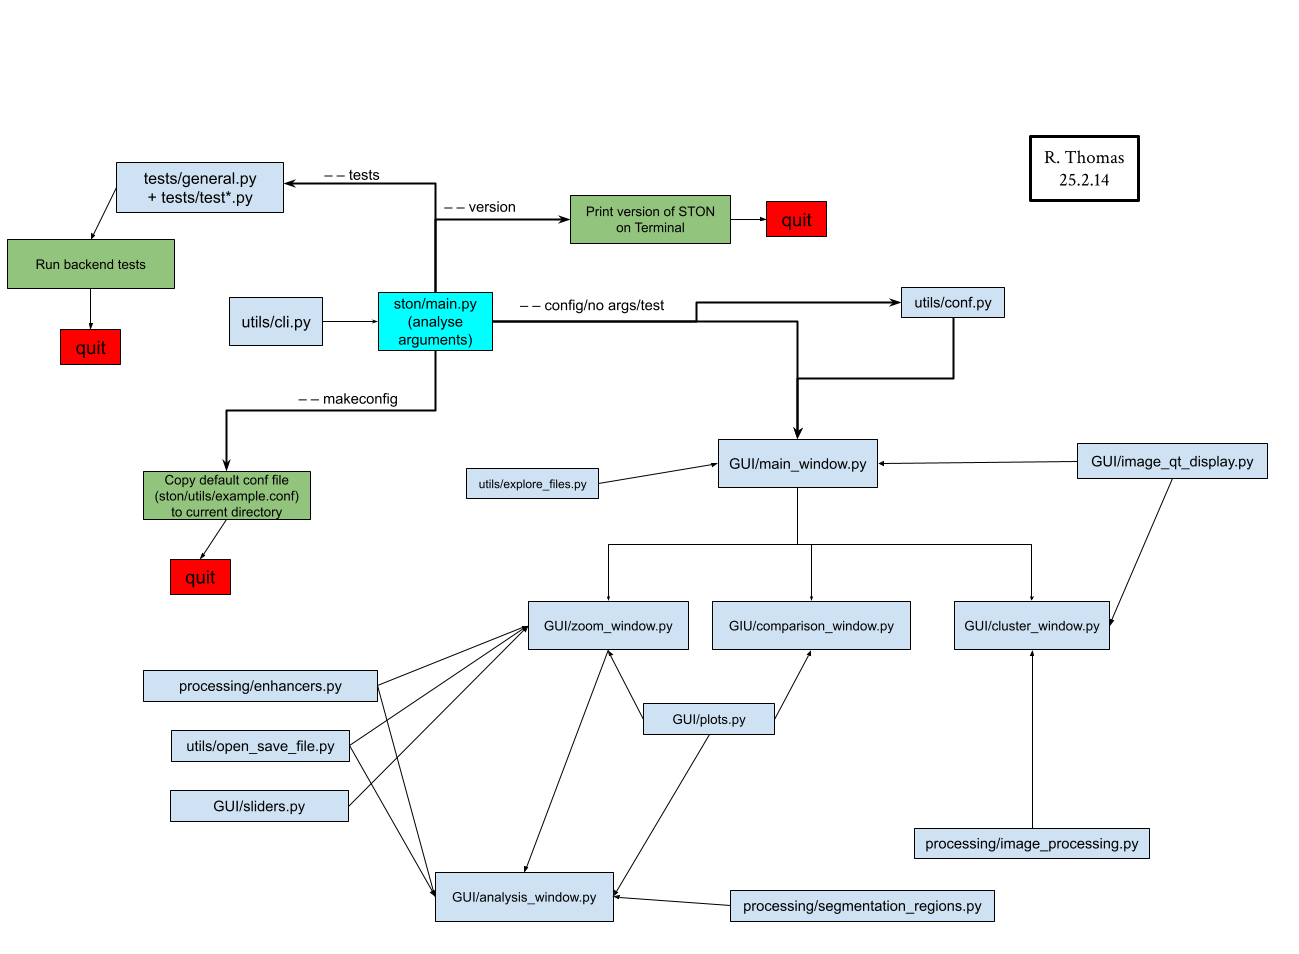 R. Thomas
25.2.14
tests/general.py
+ tests/test*.py
– – tests
– – version
Print version of STON
on Terminal
quit
Run backend tests
quit
utils/cli.py
ston/main.py
(analyse
arguments)
– – config/no args/test
utils/conf.py
– – makeconfig
Copy default conf file
(ston/utils/example.conf)
to current directory
quit
GUI/main_window.py
GUI/image_qt_display.py
utils/explore_files.py
GUI/zoom_window.py
GIU/comparison_window.py
GUI/cluster_window.py
processing/enhancers.py
GUI/plots.py
utils/open_save_file.py
GUI/sliders.py
processing/image_processing.py
GUI/analysis_window.py
processing/segmentation_regions.py